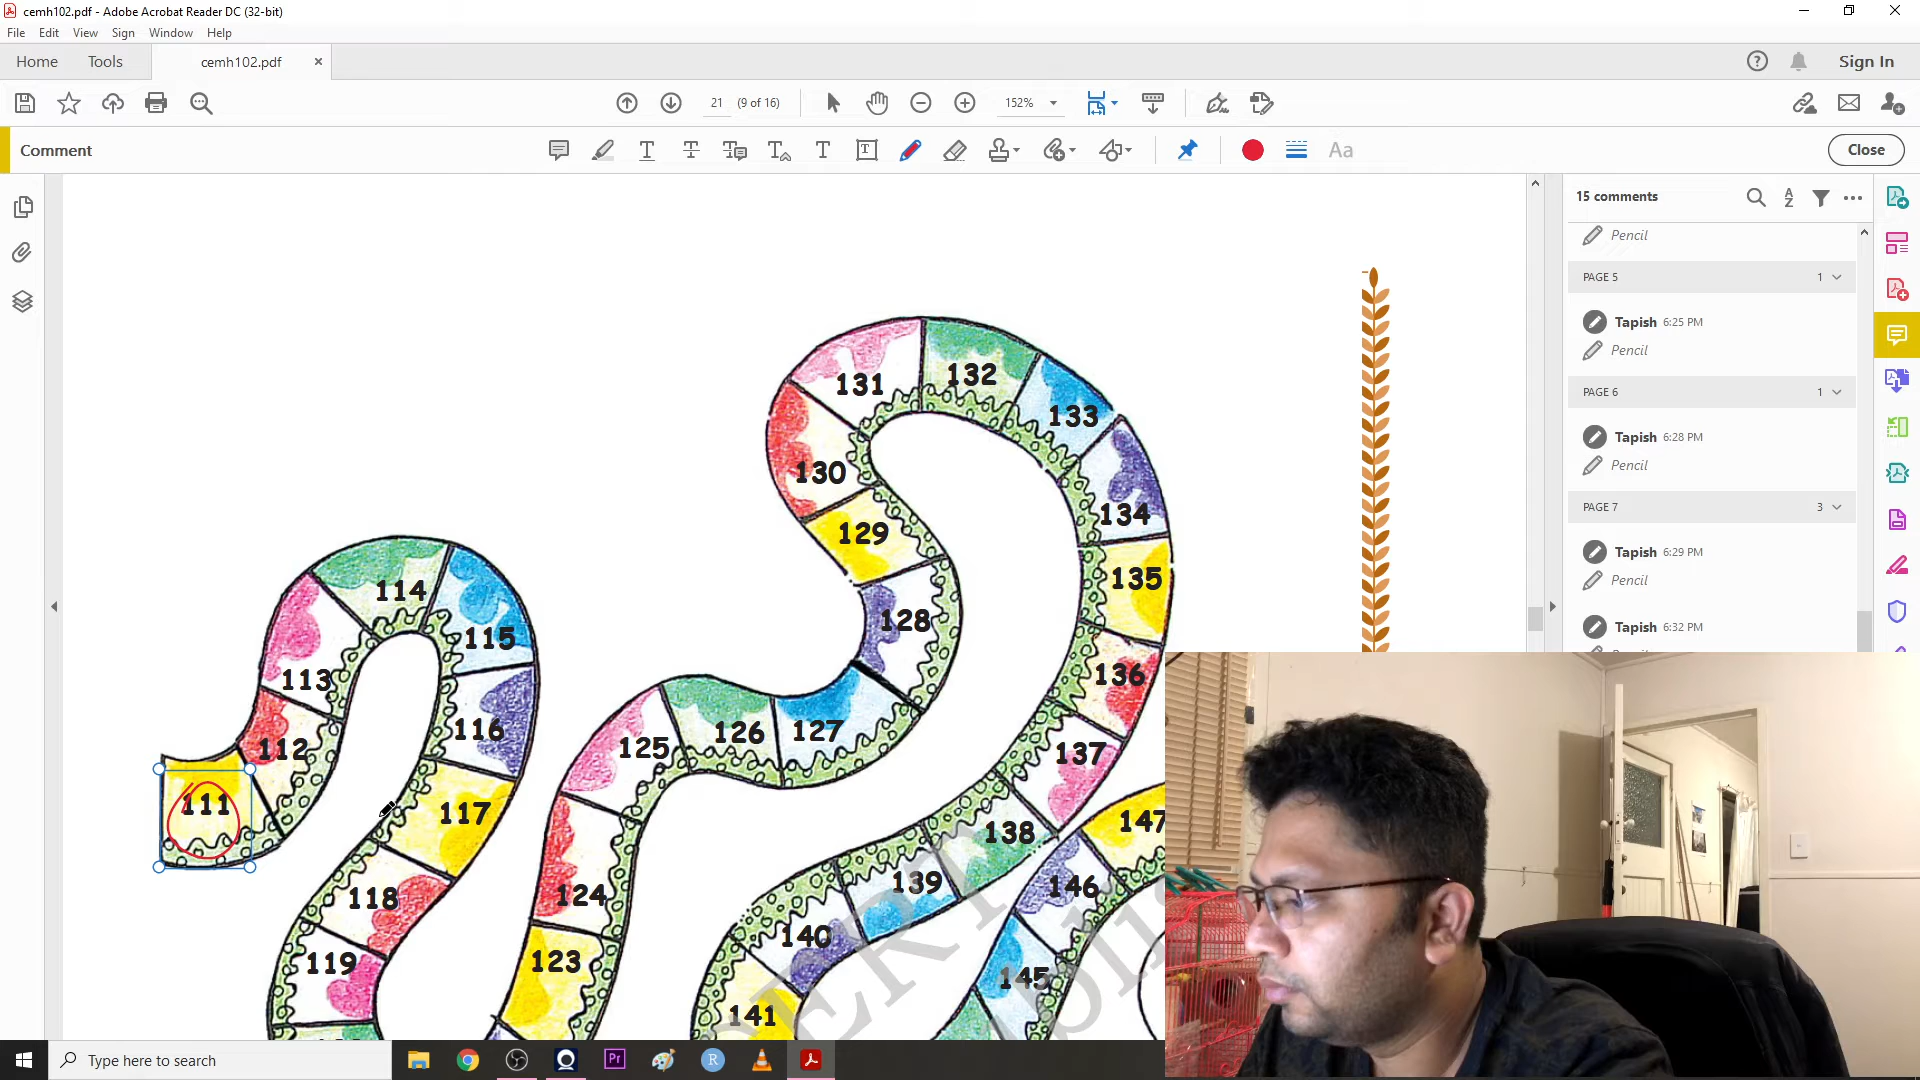 cemh102.pdf - Adobe Acrobat Reader DC (32-bit)
File Edit View Sign Window Help
Home Tools cemh102.pdf × Sign In
21 (9 of 16) 152%
Comment Aa Close
15 comments
Pencil
PAGE 5 1
Tapish 6:25 PM
Pencil
PAGE 6 1
Tapish 6:28 PM
Pencil
PAGE 7 3
Tapish 6:29 PM
Pencil
Tapish 6:32 PM
131 132 133
130 134
129 135
114 128
115 136
113 116 125 126 127 137
112
111 117 138 147
118 124 139 146
119 123 140 145
141
Type here to search